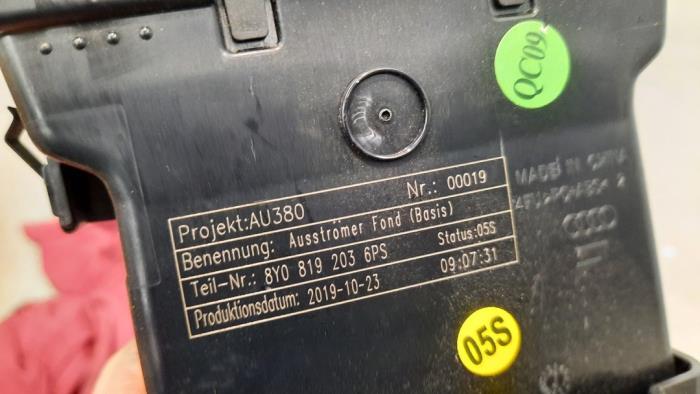 QC09
Projekt:AU380 Nr.: 00019
Benennung: Ausströmer Fond (Basis)
Teil-Nr.: 8Y0 819 203 6PS Status:05S
Produktionsdatum: 2019-10-23 09:07:31
MADE IN CHINA
05S